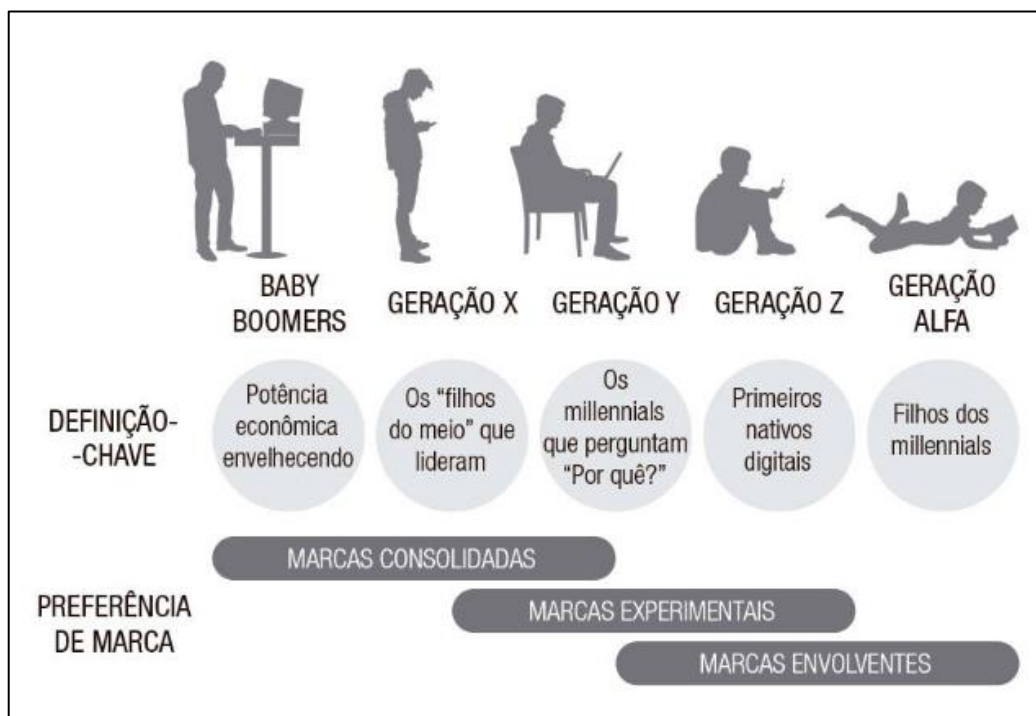 BABY
BOOMERS
GERAÇÃO X
GERAÇÃO Y
GERAÇÃO Z
GERAÇÃO
ALFA
DEFINIÇÃO-
-CHAVE
Potência
econômica
envelhecendo
Os “filhos
do meio” que
lideram
Os
millennials
que perguntam
“Por quê?”
Primeiros
nativos
digitais
Filhos dos
millennials
PREFERÊNCIA
DE MARCA
MARCAS CONSOLIDADAS
MARCAS EXPERIMENTAIS
MARCAS ENVOLVENTES